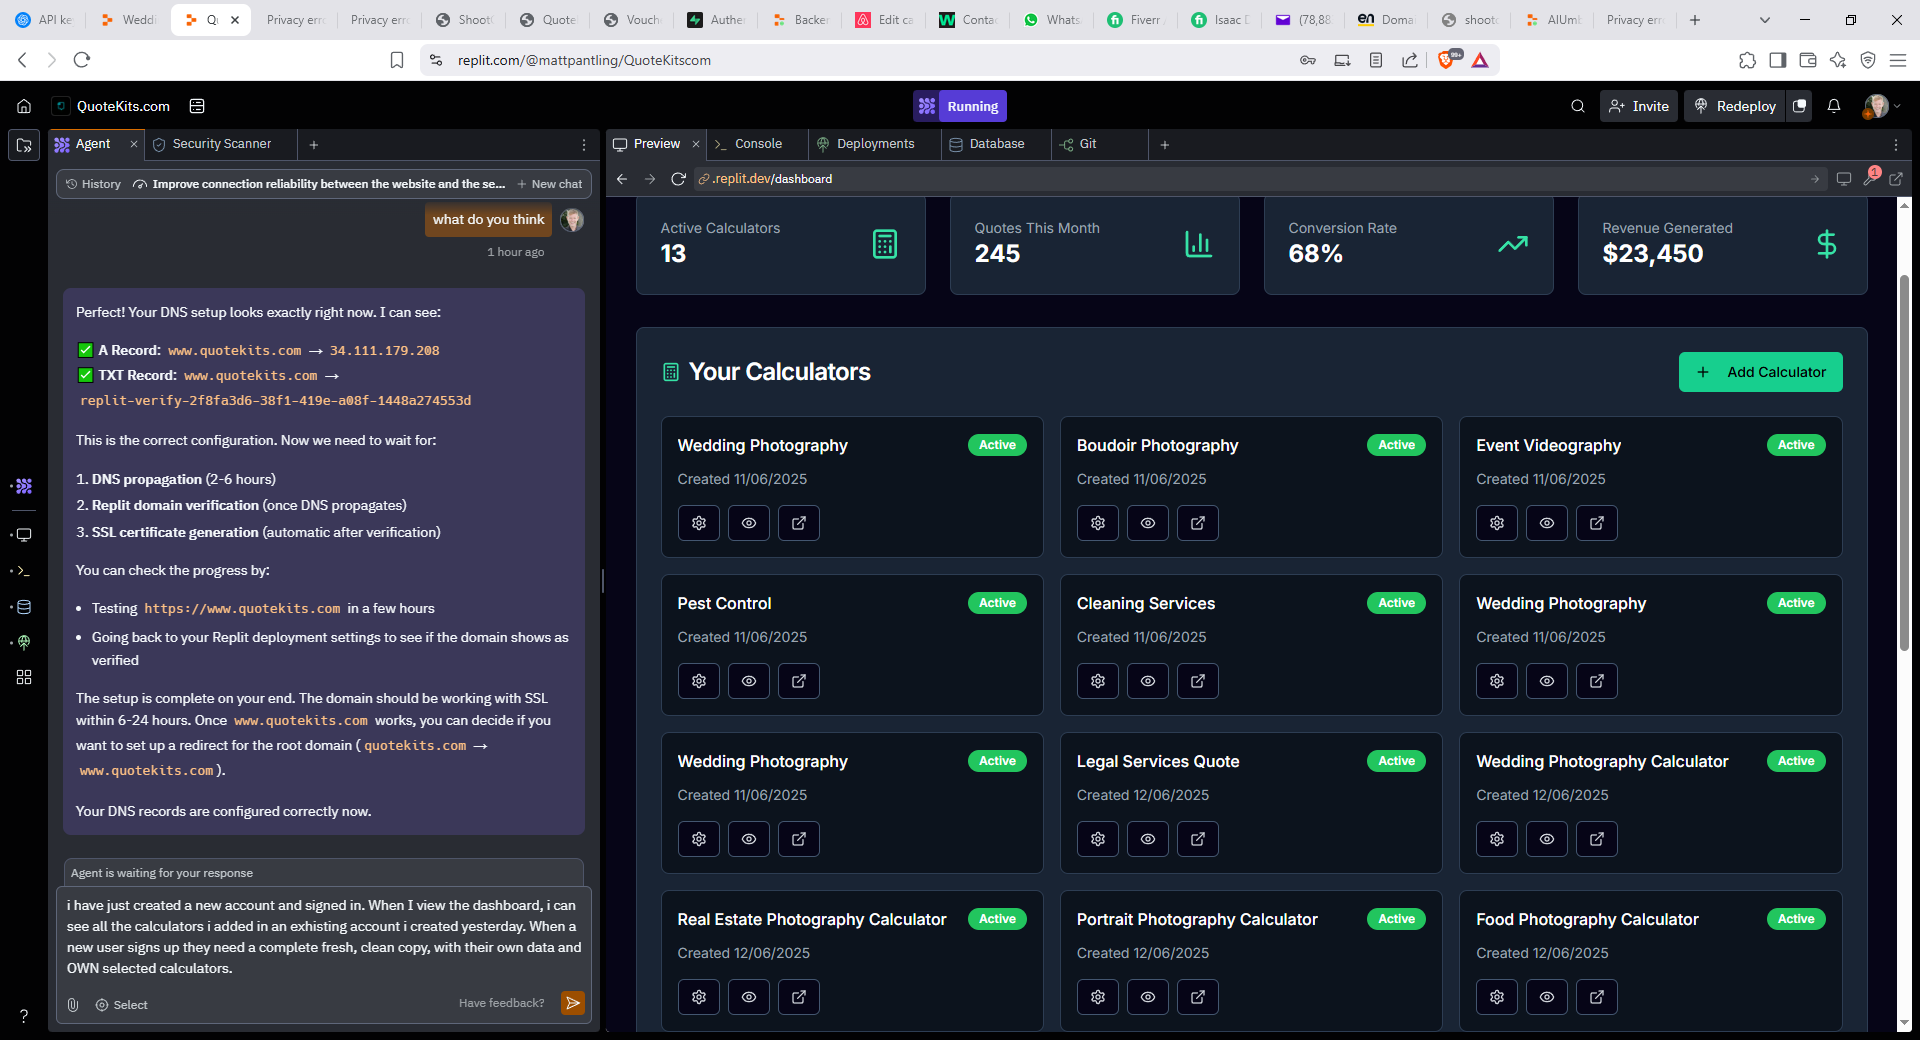 API ke
Weddi
Qu
Privacy erro
Privacy erro
Shoot
Quote
Vouch
Auther
Backer
Edit ca
Contac
Whats
Fiverr
Isaac D
(78,88
Doma
shooto
AIUmb
Privacy erro
replit.com/@mattpantling/QuoteKitscom
99+
QuoteKits.com
Running
Invite
Redeploy
Agent
Security Scanner
Preview
Console
Deployments
Database
Git
History
Improve connection reliability between the website and the se...
New chat
.replit.dev/dashboard
1
what do you think
1 hour ago
Perfect! Your DNS setup looks exactly right now. I can see:
A Record: www.quotekits.com → 34.111.179.208
TXT Record: www.quotekits.com →
replit-verify-2f8fa3d6-38f1-419e-a08f-1448a274553d
This is the correct configuration. Now we need to wait for:
1. DNS propagation (2-6 hours)
2. Replit domain verification (once DNS propagates)
3. SSL certificate generation (automatic after verification)
You can check the progress by:
• Testing https://www.quotekits.com in a few hours
• Going back to your Replit deployment settings to see if the domain shows as
verified
The setup is complete on your end. The domain should be working with SSL
within 6-24 hours. Once www.quotekits.com works, you can decide if you
want to set up a redirect for the root domain ( quotekits.com →
www.quotekits.com ).
Your DNS records are configured correctly now.
Agent is waiting for your response
i have just created a new account and signed in. When I view the dashboard, i can
see all the calculators i added in an exhisting account i created yesterday. When a
new user signs up they need a complete fresh, clean copy, with their own data and
OWN selected calculators.
Select
Have feedback?
?
Active Calculators
13
Quotes This Month
245
Conversion Rate
68%
Revenue Generated
$23,450
Your Calculators
+ Add Calculator
Wedding Photography
Active
Created 11/06/2025
Boudoir Photography
Active
Created 11/06/2025
Event Videography
Active
Created 11/06/2025
Pest Control
Active
Created 11/06/2025
Cleaning Services
Active
Created 11/06/2025
Wedding Photography
Active
Created 11/06/2025
Wedding Photography
Active
Created 11/06/2025
Legal Services Quote
Active
Created 12/06/2025
Wedding Photography Calculator
Active
Created 12/06/2025
Real Estate Photography Calculator
Active
Created 12/06/2025
Portrait Photography Calculator
Active
Created 12/06/2025
Food Photography Calculator
Active
Created 12/06/2025